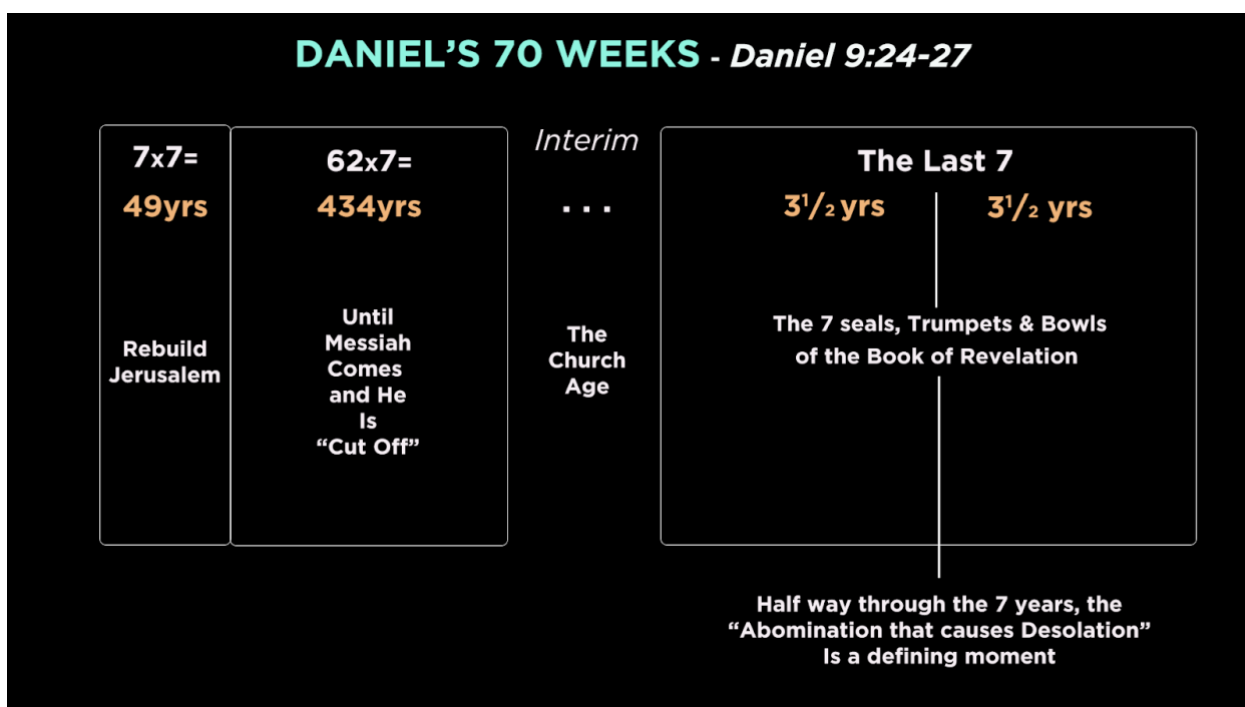 DANIEL'S 70 WEEKS - Daniel 9:24-27
7x7=
49yrs
Rebuild
Jerusalem
62x7=
434yrs
Until
Messiah
Comes
and He
Is
“Cut Off”
Interim
...
The
Church
Age
The Last 7
3¹/₂ yrs
3¹/₂ yrs
The 7 seals, Trumpets & Bowls
of the Book of Revelation
Half way through the 7 years, the
“Abomination that causes Desolation”
Is a defining moment